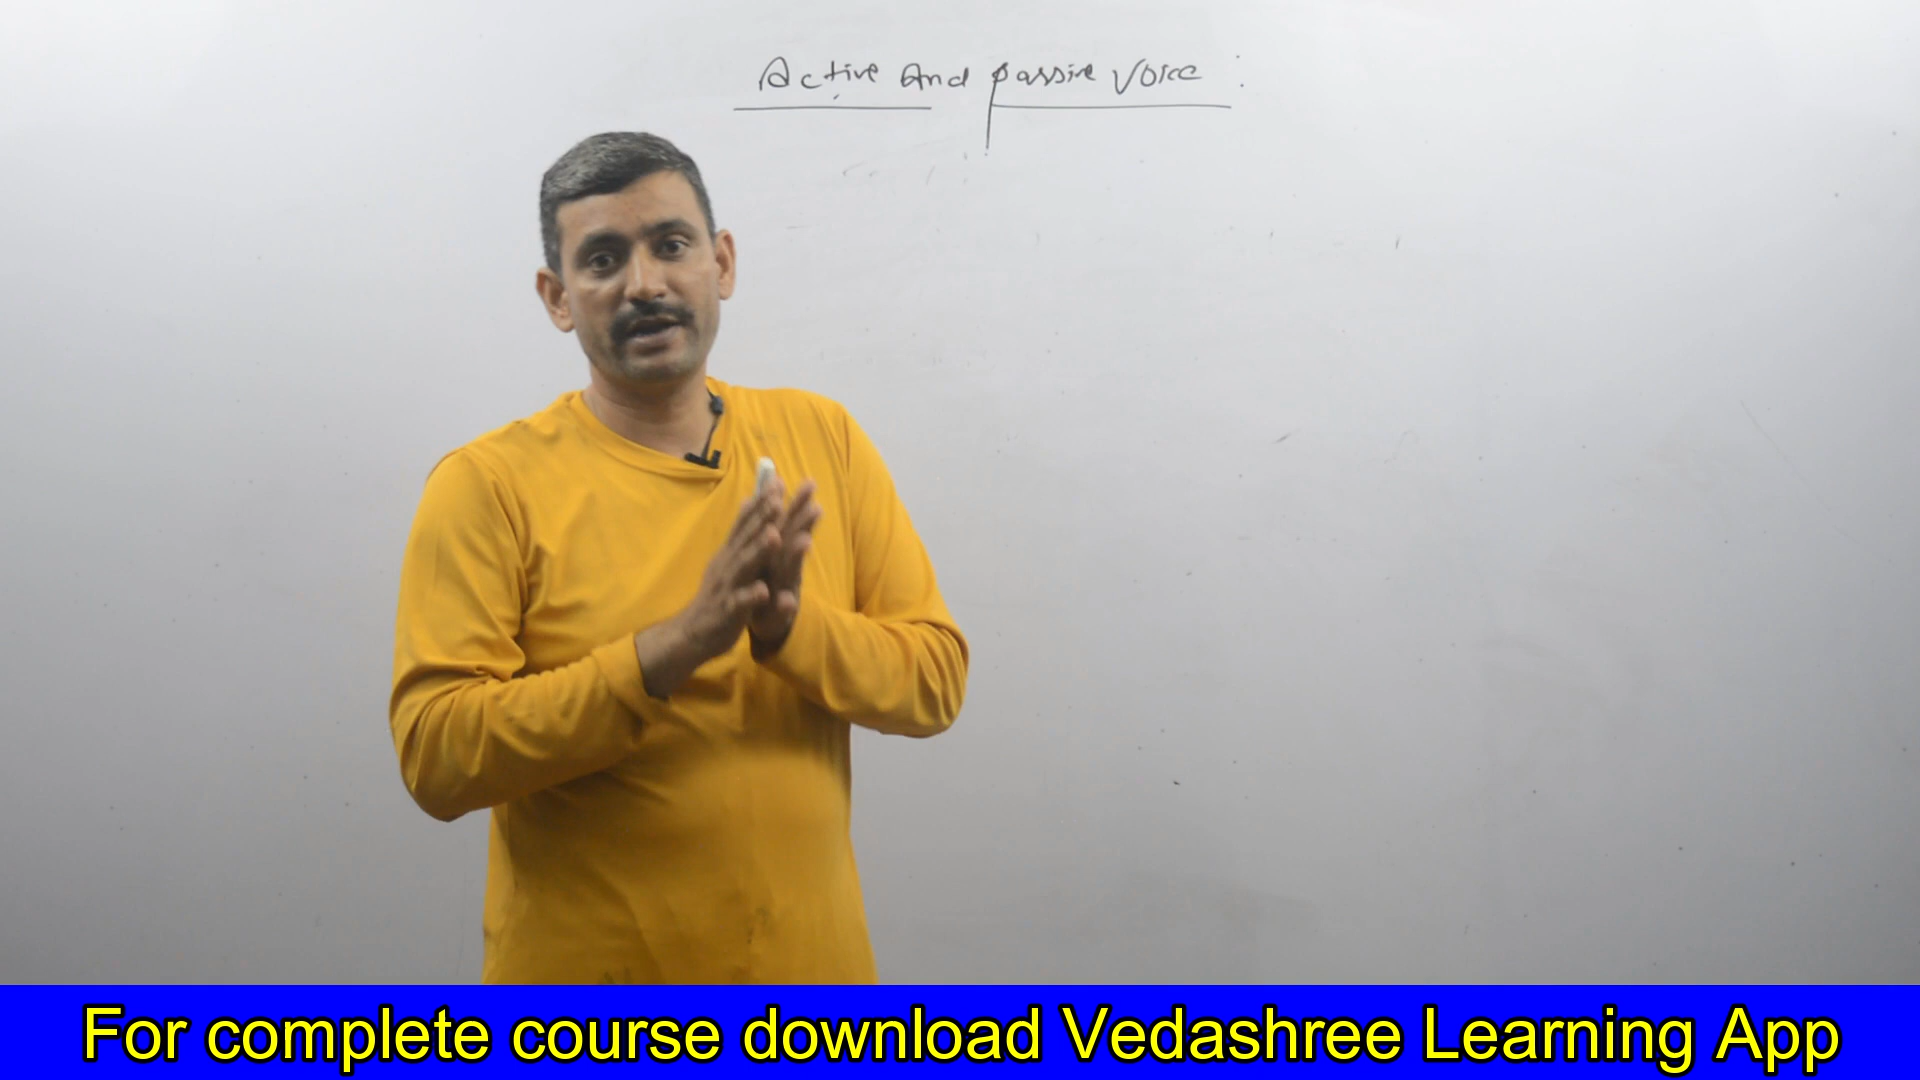 Active And Passive Voice :
For complete course download Vedashree Learning App